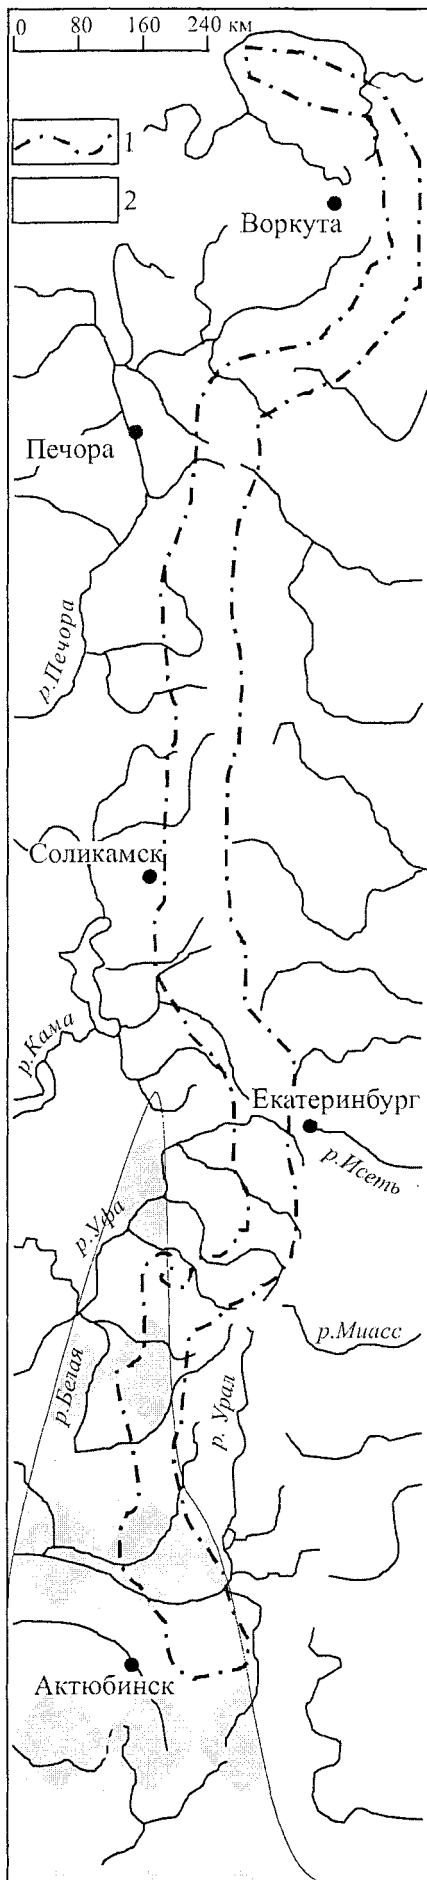 0 80 160 240 км
1
2
Воркута
Печора
р.Печора
Соликамск
р.Кама
Екатеринбург
р.Исеть
р.Уфа
р.Миасс
р.Белая
р. Урал
Актюбинск